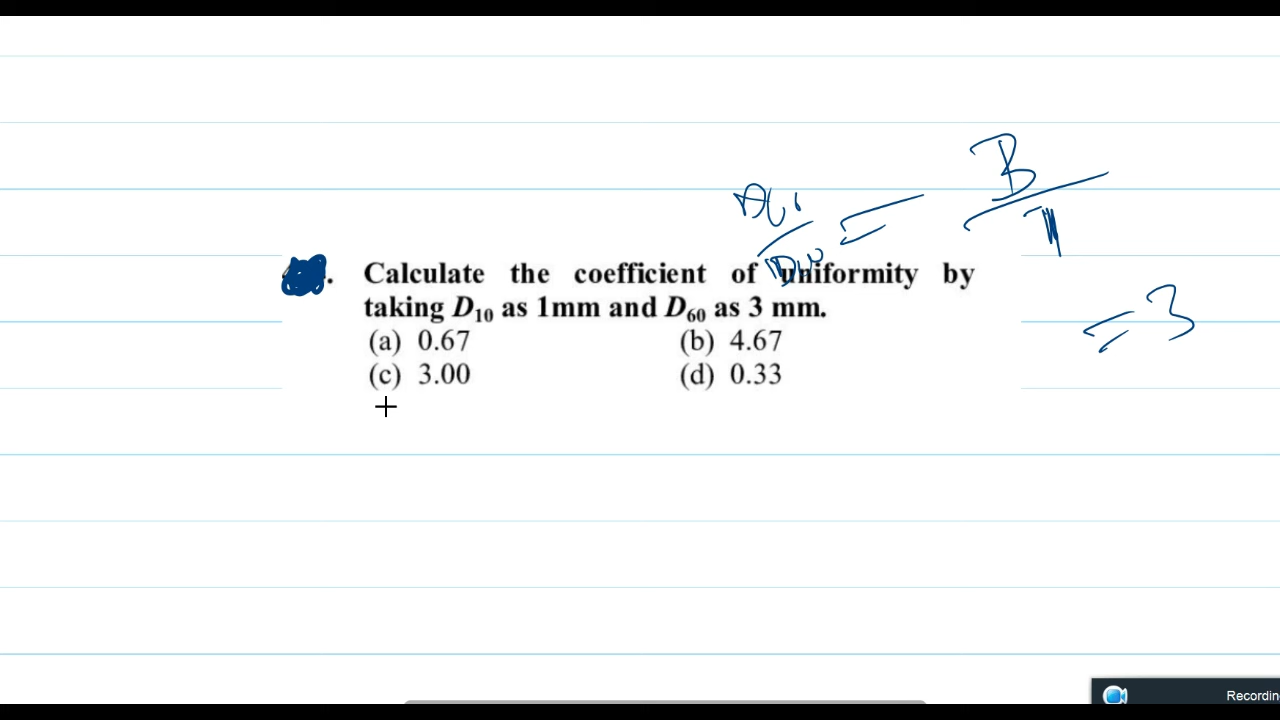 Calculate the coefficient of uniformity by
taking D10 as 1mm and D60 as 3 mm.
(a) 0.67 (b) 4.67
(c) 3.00 (d) 0.33
= 3
Recordin